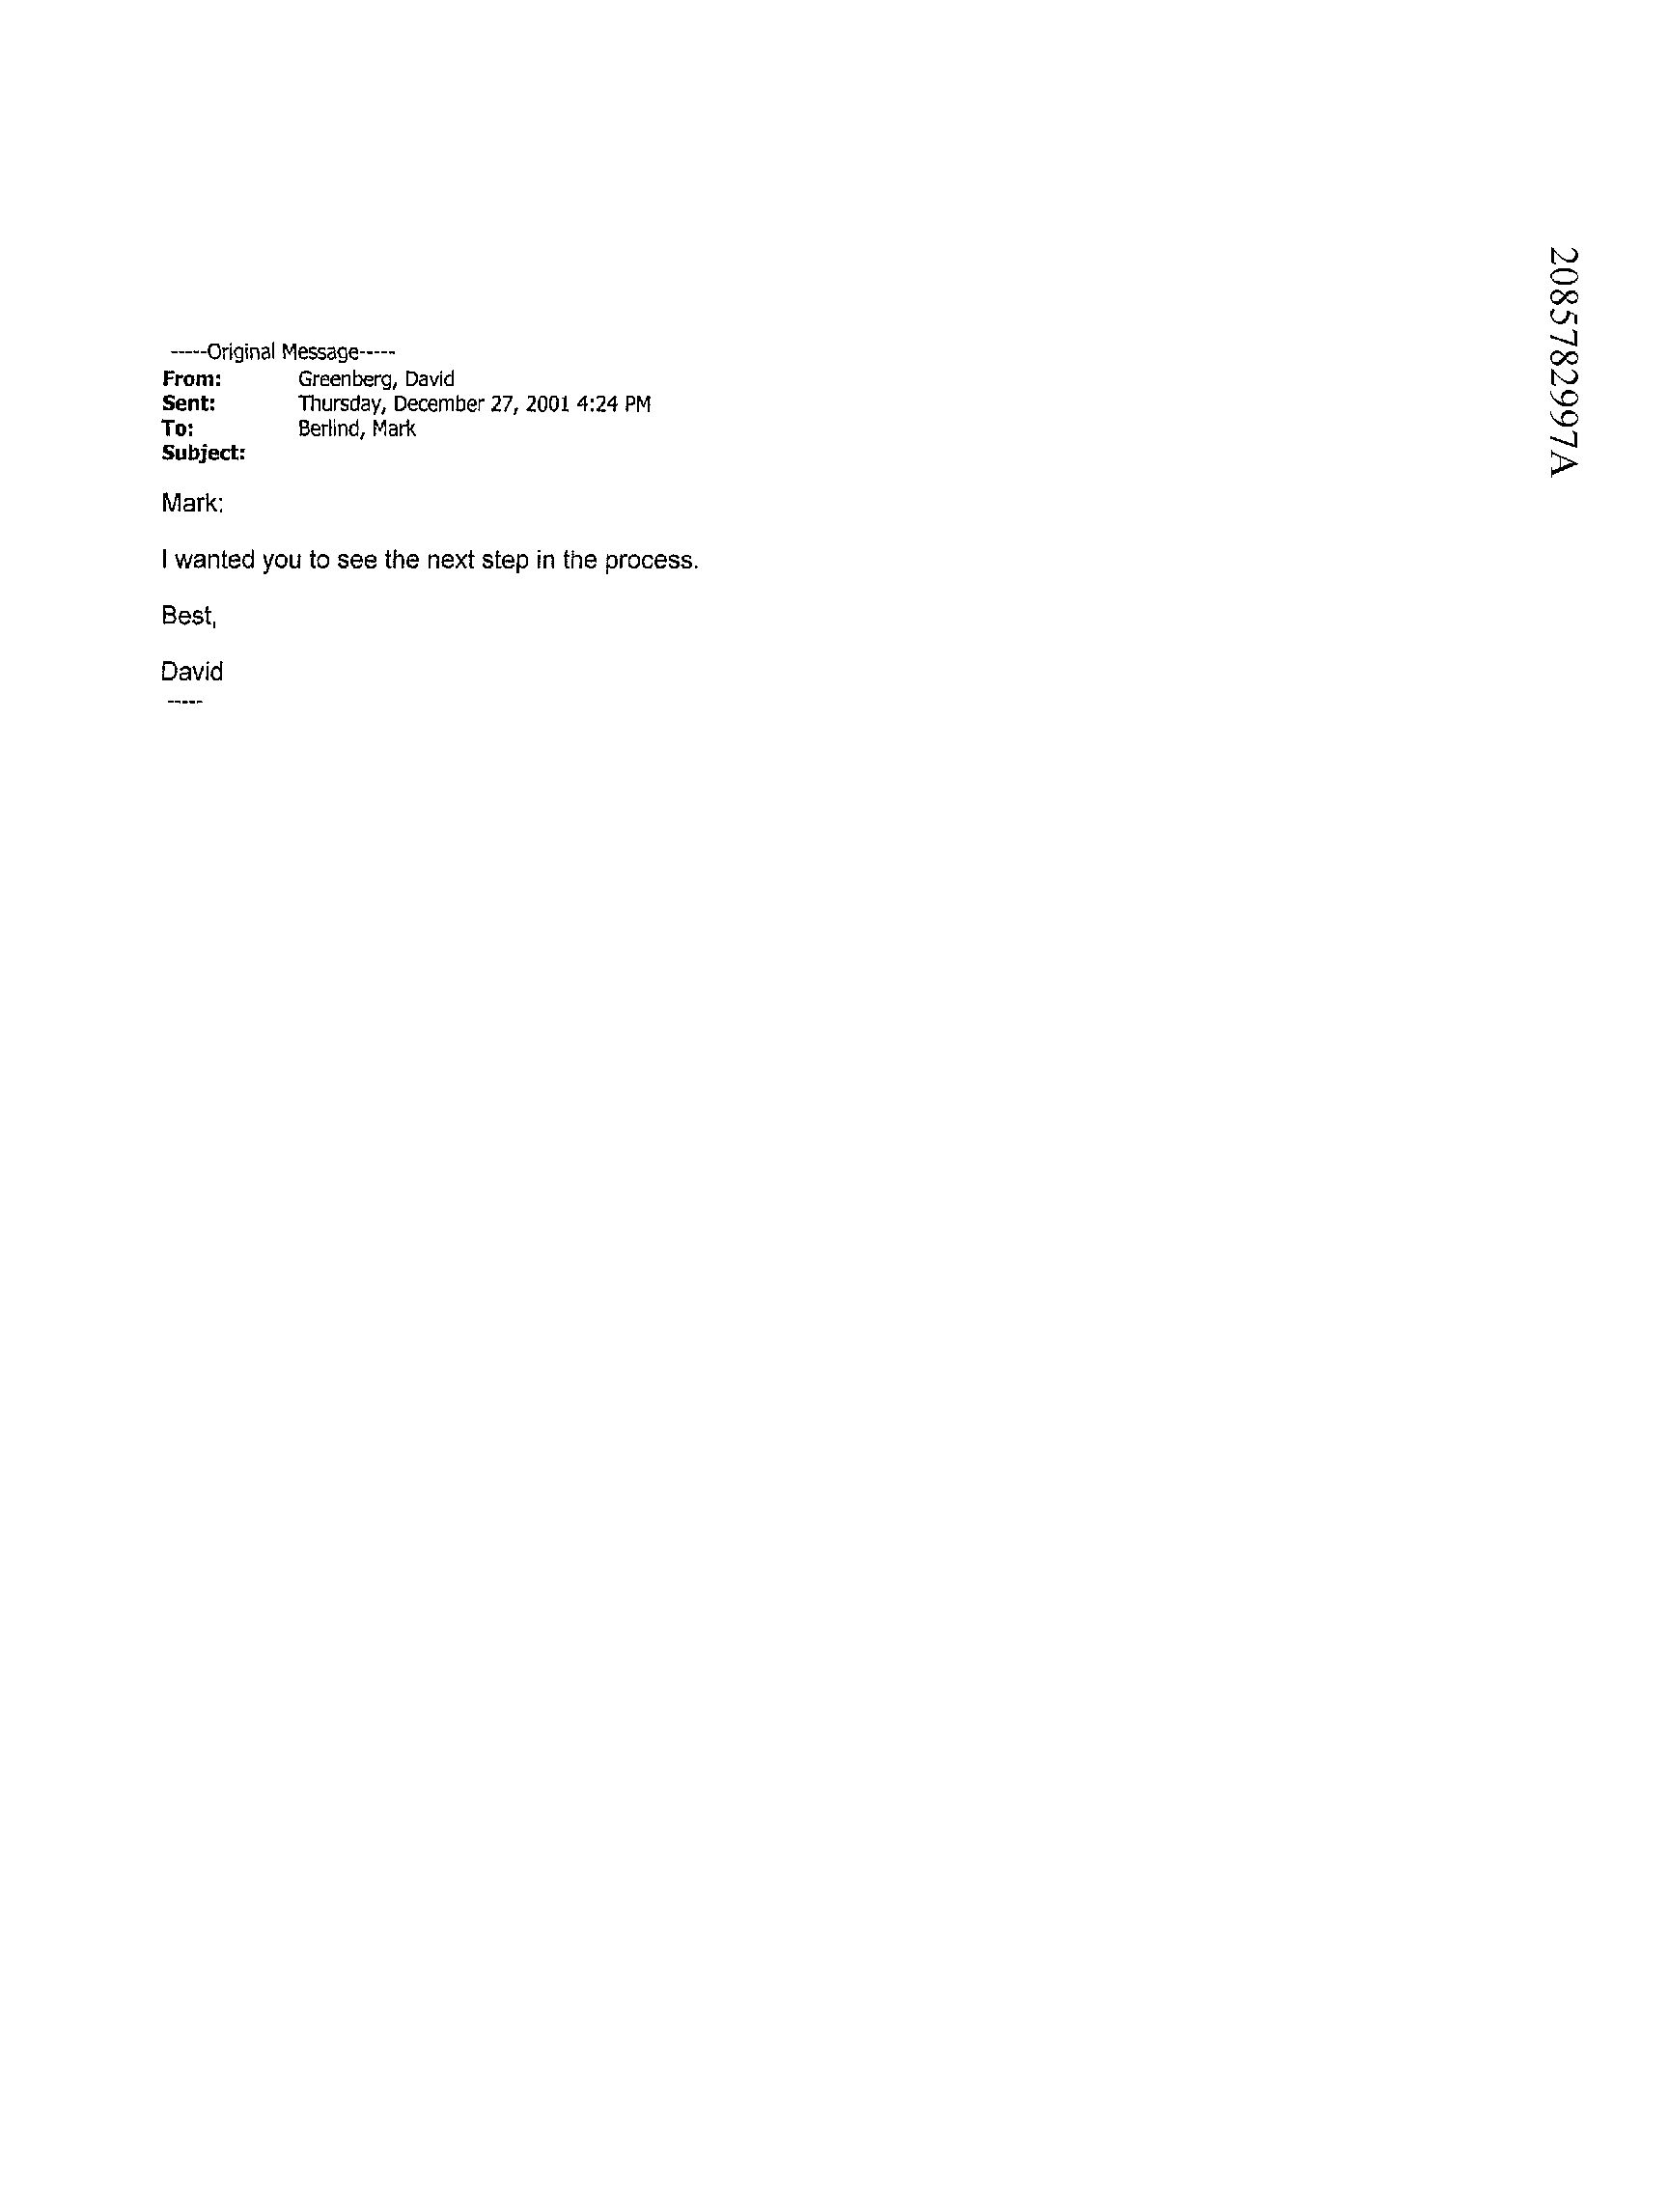 2085782997A
-----Original Message-----
From: Greenberg, David
Sent: Thursday, December 27, 2001 4:24 PM
To: Berlind, Mark
Subject:
Mark:
I wanted you to see the next step in the process.
Best,
David
-----